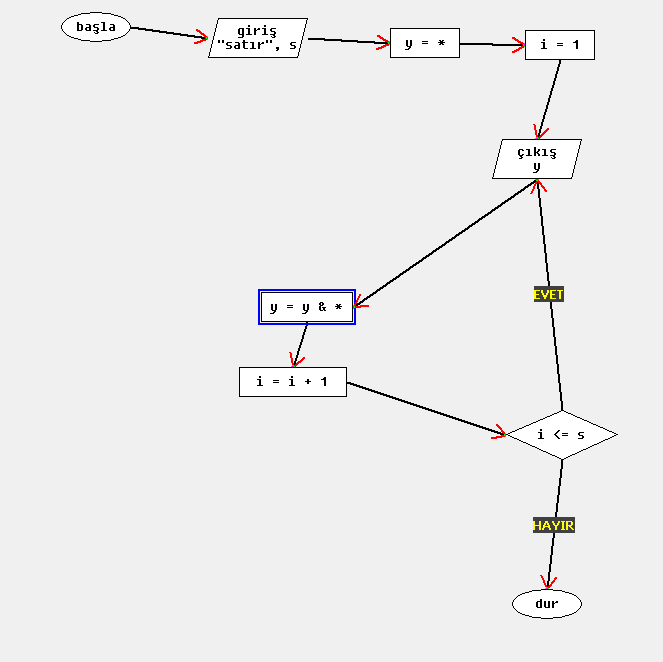 başla
giriş
"satır", s
y = *
i = 1
çıkış
y
y = y & *
i = i + 1
i <= s
EVET
HAYIR
dur